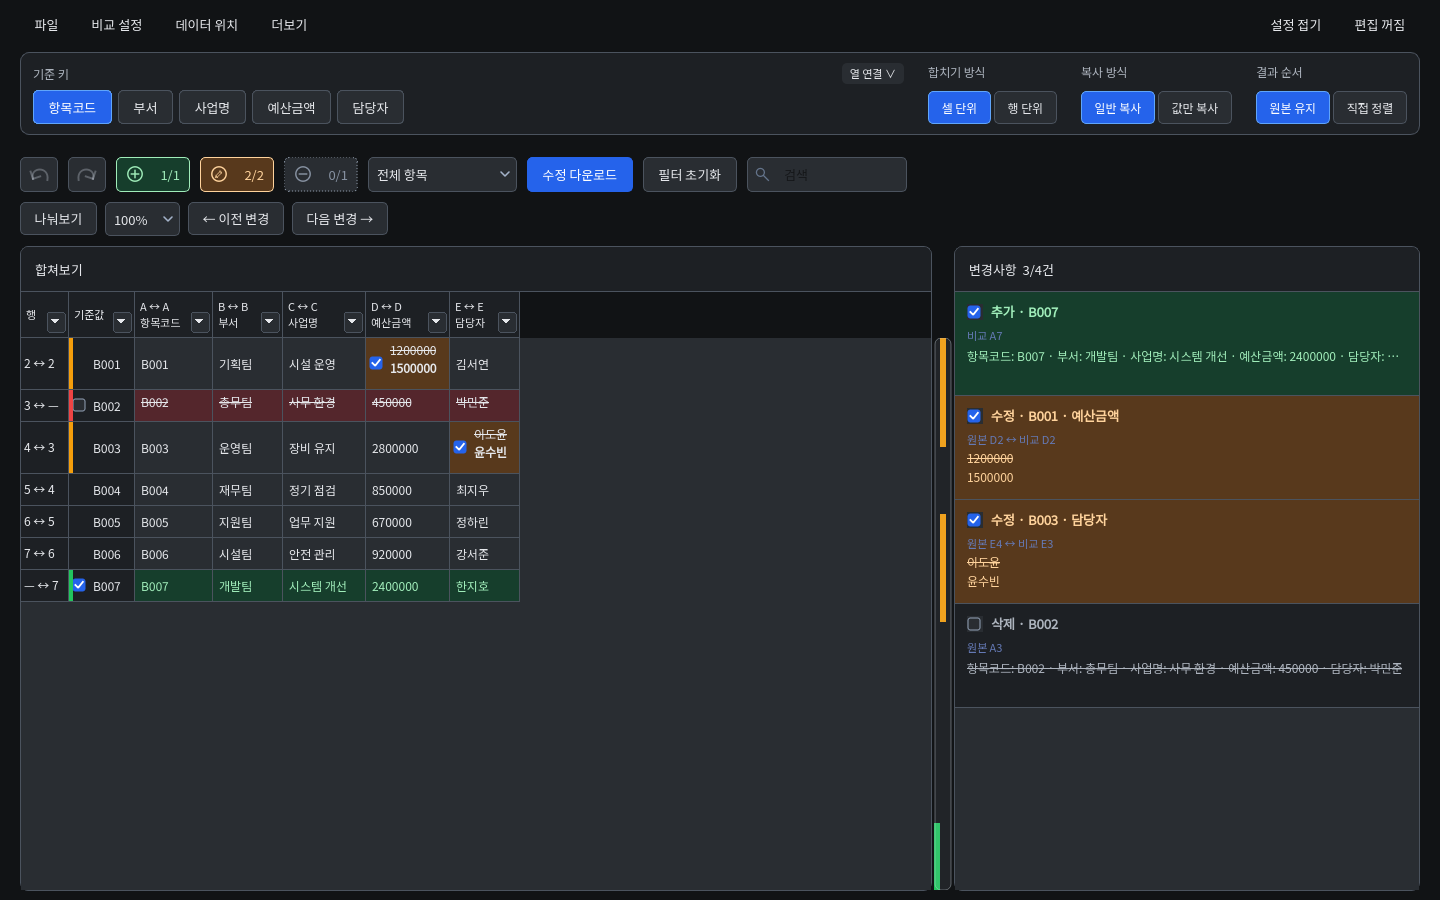 파일 비교 설정 데이터 위치 더보기 설정 접기 편집 꺼짐
기준 키 열 연결 ∨ 합치기 방식 복사 방식 결과 순서
항목코드 부서 사업명 예산금액 담당자 셀 단위 행 단위 일반 복사 값만 복사 원본 유지 직접 정렬
1/1 2/2 0/1 전체 항목 수정 다운로드 필터 초기화 검색
나눠보기 100% ← 이전 변경 다음 변경 →
합쳐보기
행 기준값 A ↔ A B ↔ B C ↔ C D ↔ D E ↔ E
항목코드 부서 사업명 예산금액 담당자
2 ↔ 2 B001 B001 기획팀 시설 운영 1200000 1500000 김서연
3 ↔ — B002 B002 총무팀 사무 환경 450000 박민준
4 ↔ 3 B003 B003 운영팀 장비 유지 2800000 이도윤 윤수빈
5 ↔ 4 B004 B004 재무팀 정기 점검 850000 최지우
6 ↔ 5 B005 B005 지원팀 업무 지원 670000 정하린
7 ↔ 6 B006 B006 시설팀 안전 관리 920000 강서준
— ↔ 7 B007 B007 개발팀 시스템 개선 2400000 한지호
변경사항 3/4건
추가 · B007
비교 A7
항목코드: B007 · 부서: 개발팀 · 사업명: 시스템 개선 · 예산금액: 2400000 · 담당자: …
수정 · B001 · 예산금액
원본 D2 ↔ 비교 D2
1200000
1500000
수정 · B003 · 담당자
원본 E4 ↔ 비교 E3
이도윤
윤수빈
삭제 · B002
원본 A3
항목코드: B002 · 부서: 총무팀 · 사업명: 사무 환경 · 예산금액: 450000 · 담당자: 박민준